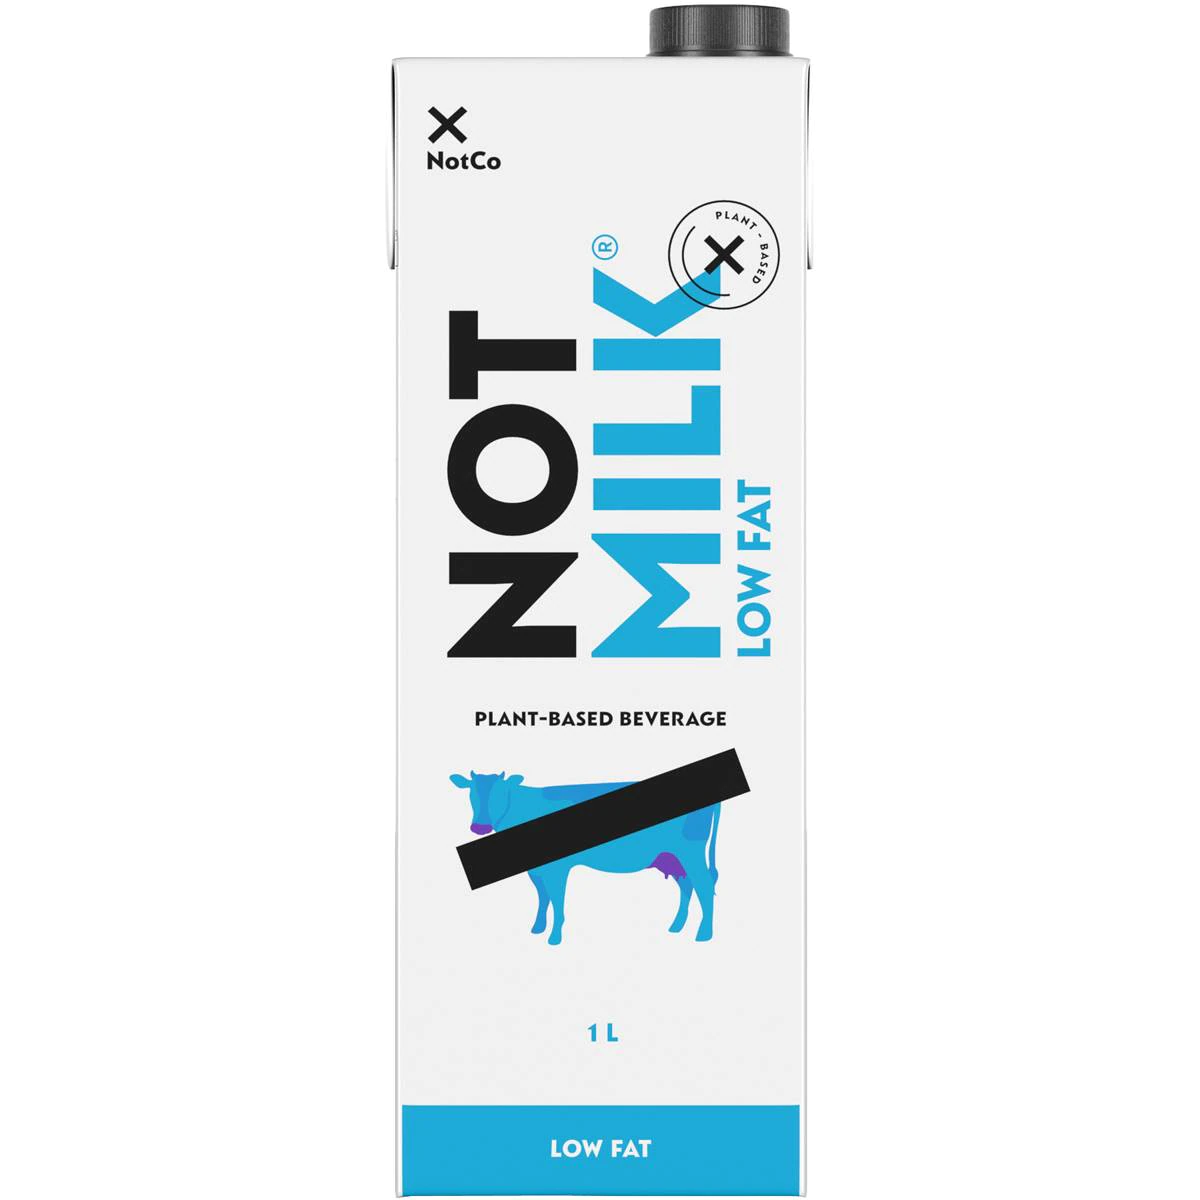 NotCo
PLANT-BASED
NOT
MILK®
LOW FAT
PLANT-BASED BEVERAGE
1 L
LOW FAT